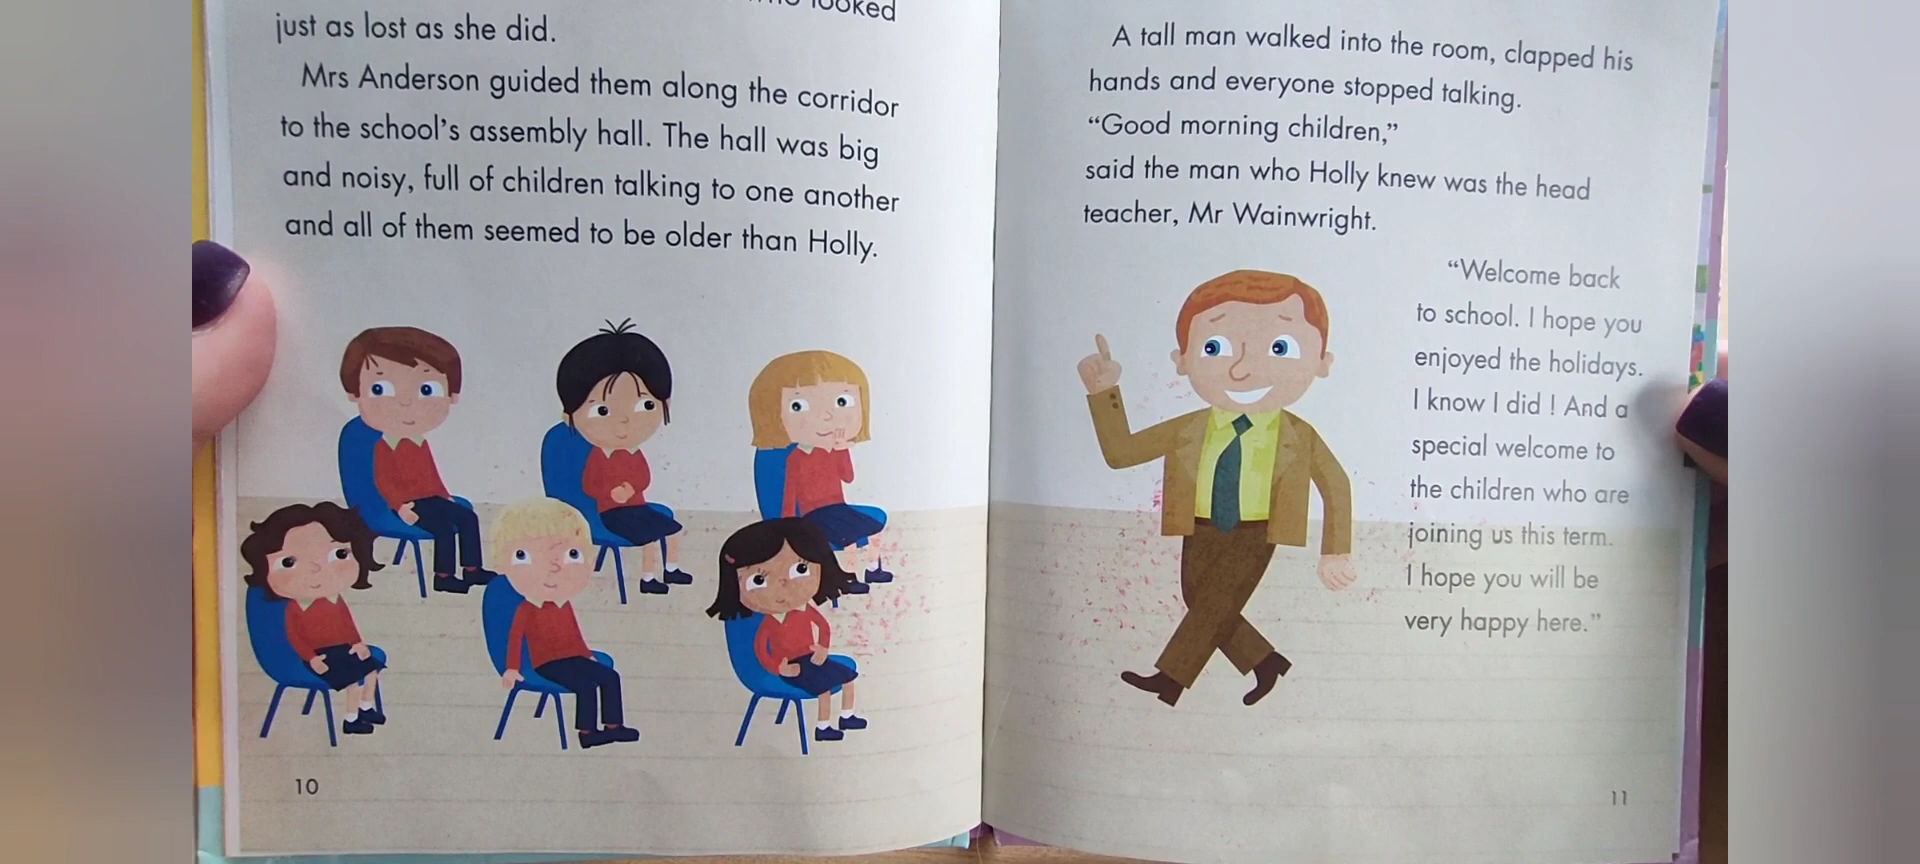 looked
just as lost as she did.
Mrs Anderson guided them along the corridor
to the school's assembly hall. The hall was big
and noisy, full of children talking to one another
and all of them seemed to be older than Holly.
10
A tall man walked into the room, clapped his
hands and everyone stopped talking.
“Good morning children,”
said the man who Holly knew was the head
teacher, Mr Wainwright.
“Welcome back
to school. I hope you
enjoyed the holidays.
I know I did ! And a
special welcome to
the children who are
joining us this term.
I hope you will be
very happy here.”
11